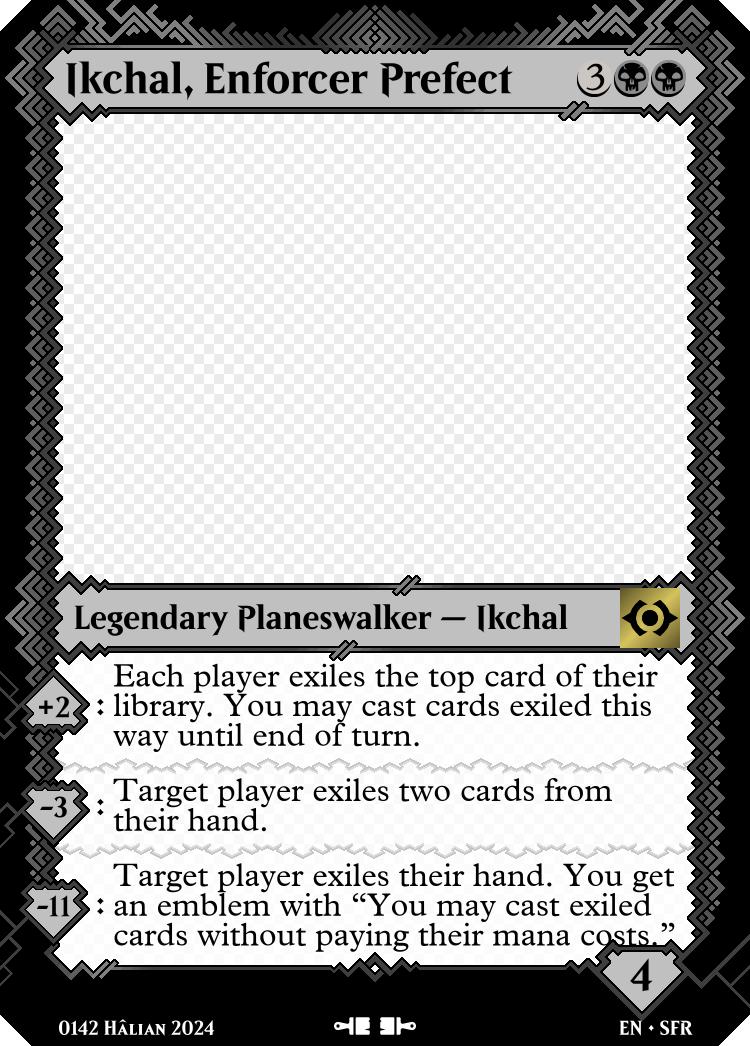 Ikchal, Enforcer Prefect 3
Legendary Planeswalker — Ikchal
+2 : Each player exiles the top card of their
library. You may cast cards exiled this
way until end of turn.
−3 : Target player exiles two cards from
their hand.
−11 : Target player exiles their hand. You get
an emblem with “You may cast exiled
cards without paying their mana costs.”
4
0142 Hâlian 2024
EN • SFR